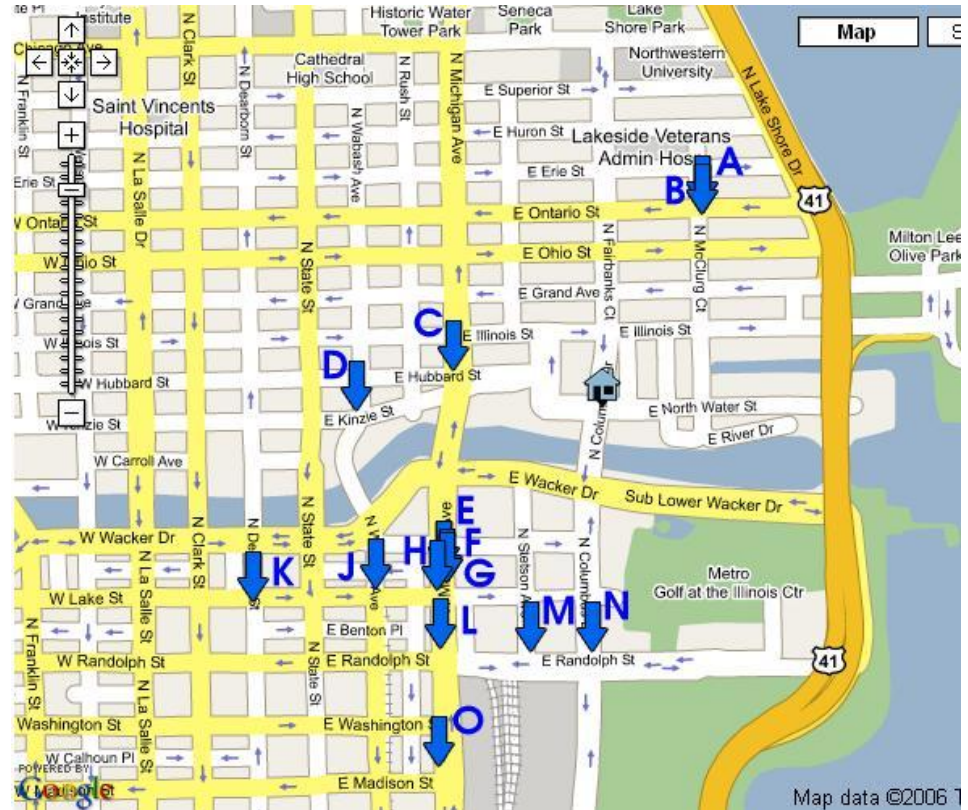 Institute
Historic Water
Tower Park
Seneca
Park
Lake
Shore Park
Map
S
Chicago Ave
N Clark St
Cathedral
High School
N Rush St
N Michigan Ave
Northwestern
University
N Franklin St
Saint Vincents
Hospital
N Dearborn St
N Wabash Ave
E Superior St
N Lake Shore Dr
E Huron St
Lakeside Veterans
Admin Hos
A
Erie St
E Erie St
B
41
N La Salle Dr
W Ontario St
E Ontario St
N State St
N Fairbanks Ct
N McClurg Ct
Milton Lee
Olive Park
E Ohio St
W Grand Ave
E Grand Ave
C
E Illinois St
E Illinois St
D
W Hubbard St
E Hubbard St
E Kinzie St
E North Water St
E River Dr
W Carroll Ave
E Wacker Dr
Sub Lower Wacker Dr
E
W Wacker Dr
F
H
G
J
K
N Clark St
N State St
N La Salle St
N Stetson Ave
N Columbus
Metro
Golf at the Illinois Ctr
W Lake St
L
M
N
E Benton Pl
W Randolph St
E Randolph St
E Randolph St
41
N Franklin St
N La Salle St
N State St
Washington St
E Washington S
O
W Calhoun Pl
POWERED BY
Google
E Madison St
Map data ©2006 T